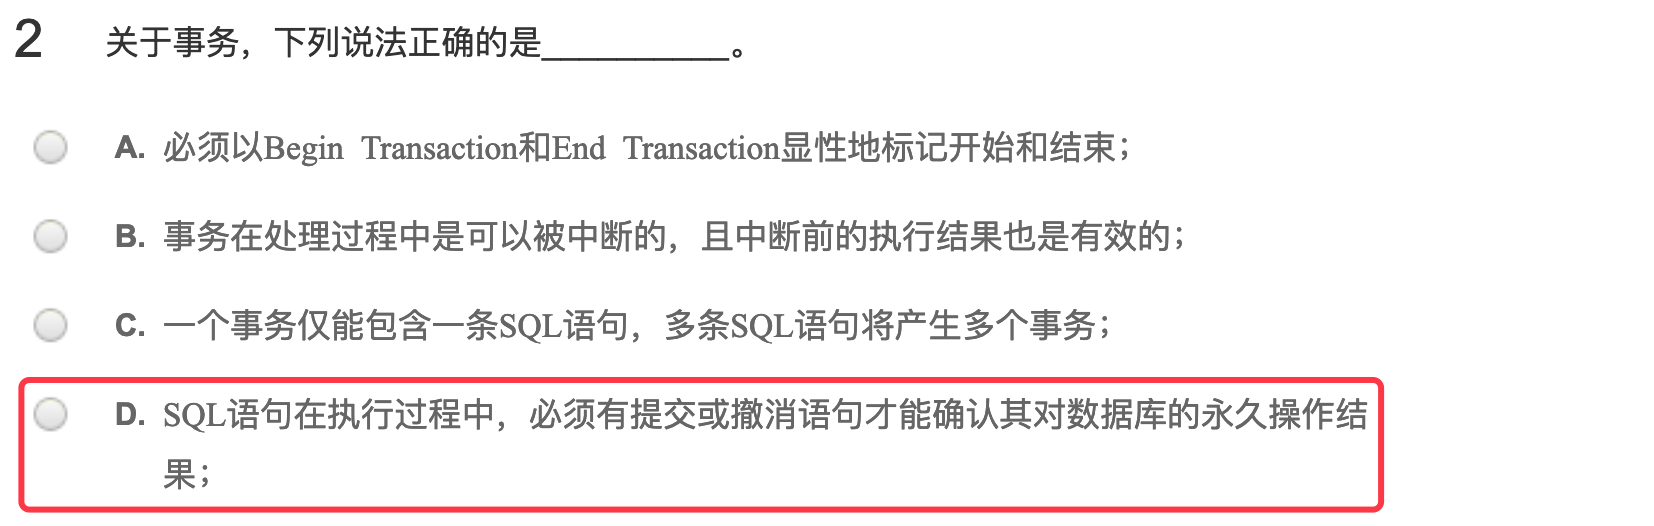 2 关于事务，下列说法正确的是__________。
A. 必须以Begin Transaction和End Transaction显性地标记开始和结束；
B. 事务在处理过程中是可以被中断的，且中断前的执行结果也是有效的；
C. 一个事务仅能包含一条SQL语句，多条SQL语句将产生多个事务；
D. SQL语句在执行过程中，必须有提交或撤消语句才能确认其对数据库的永久操作结
果；